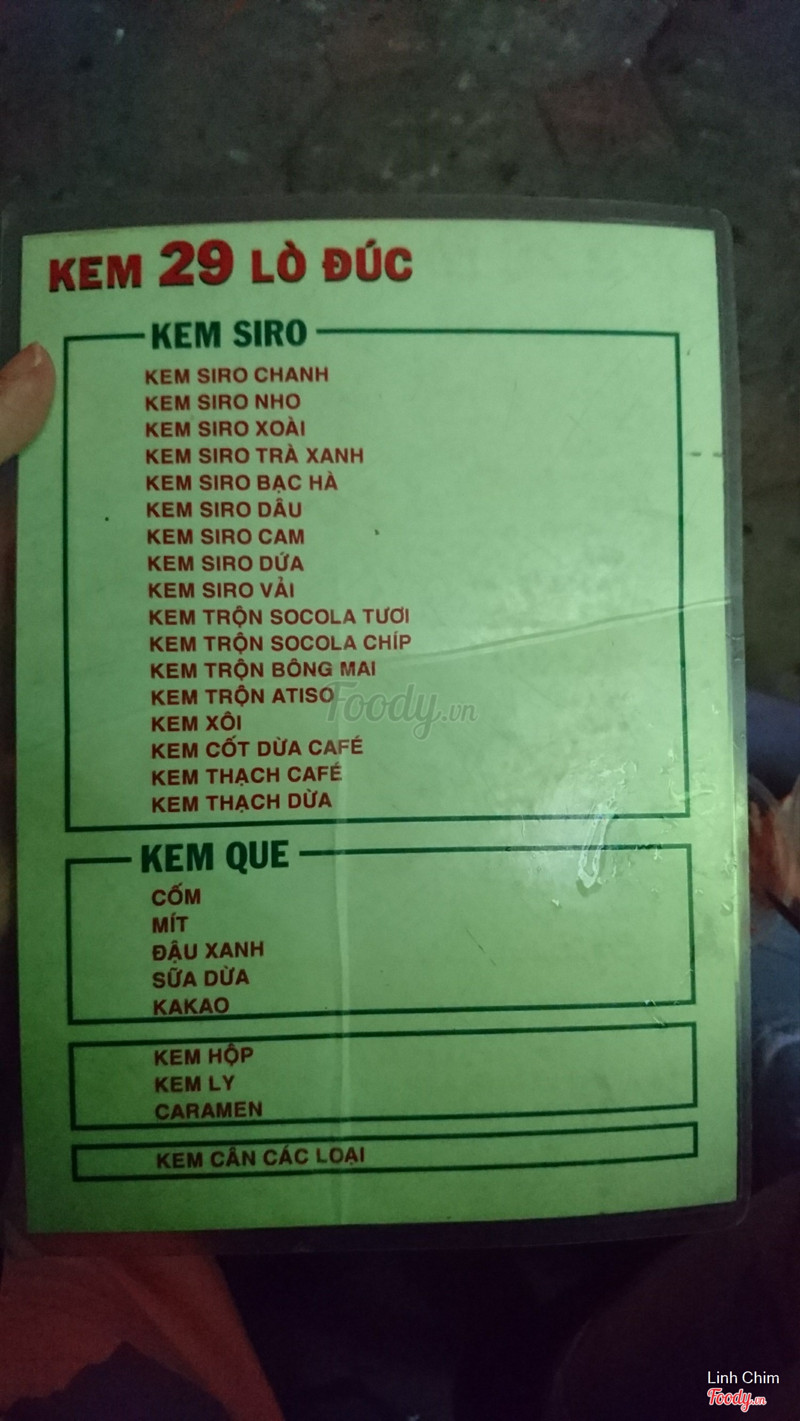 KEM 29 LÒ ĐÚC
KEM SIRO
KEM SIRO CHANH
KEM SIRO NHO
KEM SIRO XOÀI
KEM SIRO TRÀ XANH
KEM SIRO BẠC HÀ
KEM SIRO DÂU
KEM SIRO CAM
KEM SIRO DỨA
KEM SIRO VẢI
KEM TRỘN SOCOLA TƯƠI
KEM TRỘN SOCOLA CHÍP
KEM TRỘN BÔNG MAI
KEM TRỘN ATISO
Foody.vn
KEM XÔI
KEM CỐT DỪA CAFÉ
KEM THẠCH CAFÉ
KEM THẠCH DỪA
KEM QUE
CỐM
MÍT
ĐẬU XANH
SỮA DỪA
KAKAO
KEM HỘP
KEM LY
CARAMEN
KEM CÂN CÁC LOẠI
Linh Chim
Foody.vn